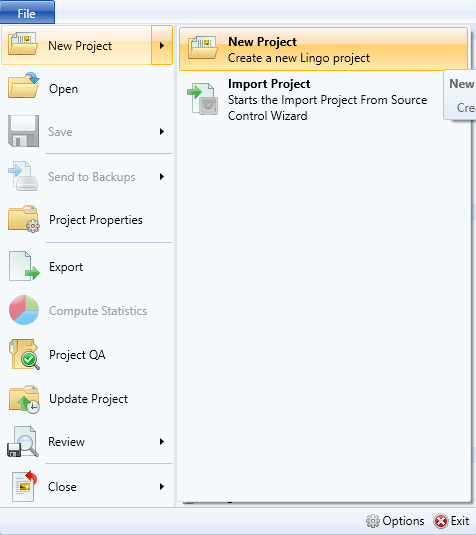 File
New Project
Open
Save
Send to Backups
Project Properties
Export
Compute Statistics
Project QA
Update Project
Review
Close
New Project
Create a new Lingo project
Import Project
Starts the Import Project From Source
Control Wizard
New
Crea
Options
Exit